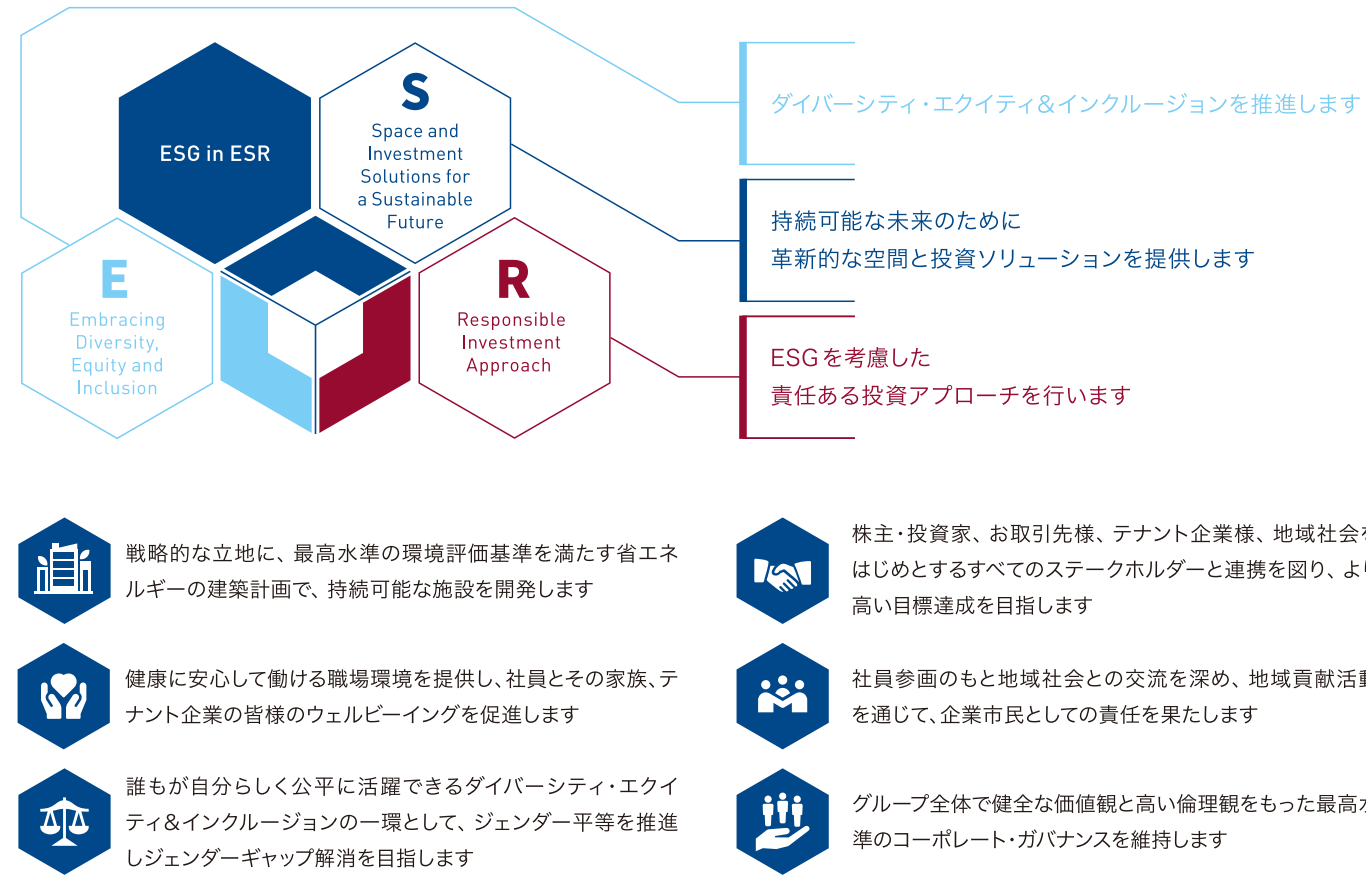 ESG in ESR
S
Space and
Investment
Solutions for
a Sustainable
Future
E
Embracing
Diversity,
Equity and
Inclusion
R
Responsible
Investment
Approach
ダイバーシティ・エクイティ&インクルージョンを推進します
持続可能な未来のために
革新的な空間と投資ソリューションを提供します
ESGを考慮した
責任ある投資アプローチを行います
戦略的な立地に、最高水準の環境評価基準を満たす省エネ
ルギーの建築計画で、持続可能な施設を開発します
健康に安心して働ける職場環境を提供し、社員とその家族、テ
ナント企業の皆様のウェルビーイングを促進します
誰もが自分らしく公平に活躍できるダイバーシティ・エクイ
ティ&インクルージョンの一環として、ジェンダー平等を推進
しジェンダーギャップ解消を目指します
株主・投資家、お取引先様、テナント企業様、地域社会を
はじめとするすべてのステークホルダーと連携を図り、より
高い目標達成を目指します
社員参画のもと地域社会との交流を深め、地域貢献活動
を通じて、企業市民としての責任を果たします
グループ全体で健全な価値観と高い倫理観をもった最高水
準のコーポレート・ガバナンスを維持します